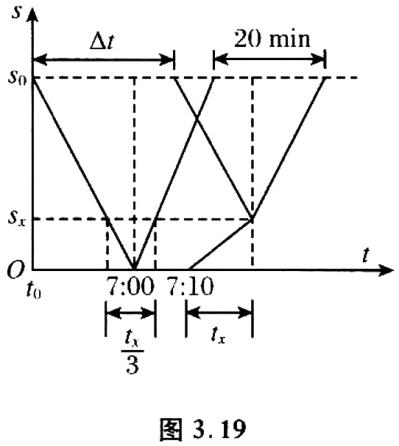 s
Δt
20 min
s₀
sₓ
t
O
t₀
7:00 7:10
tₓ/3
tₓ
图 3.19